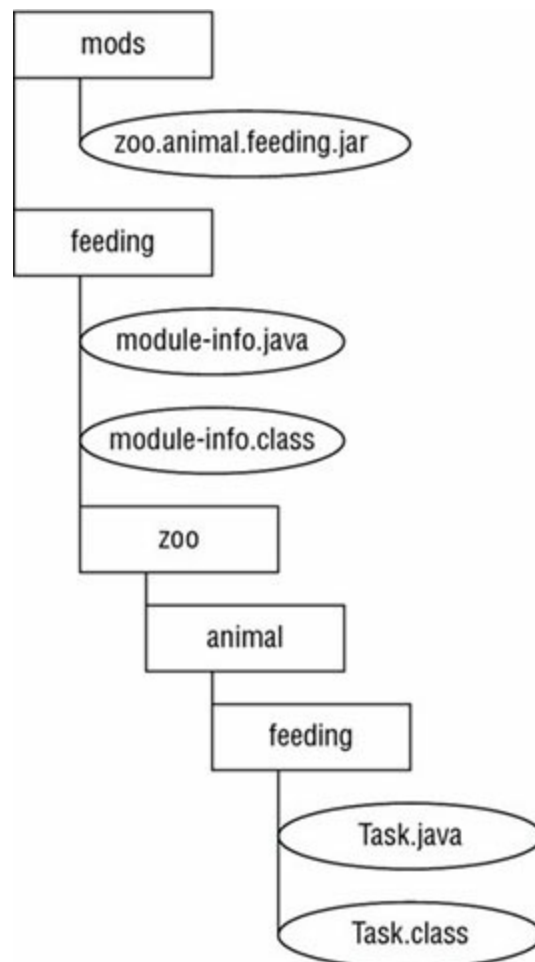 mods
zoo.animal.feeding.jar
feeding
module-info.java
module-info.class
zoo
animal
feeding
Task.java
Task.class